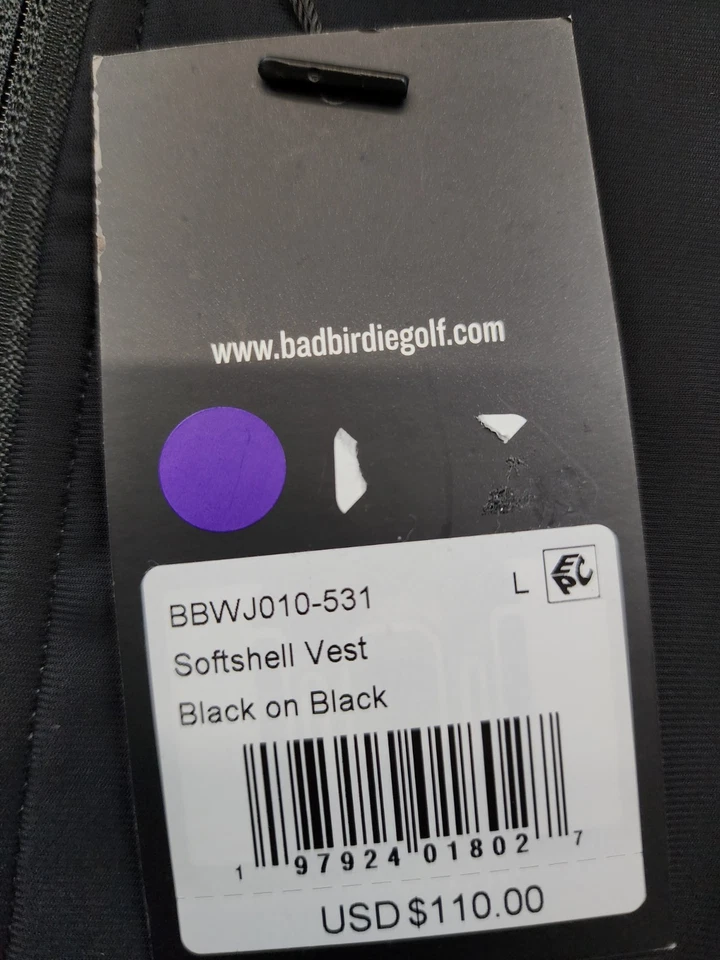 www.badbirdiegolf.com
BBWJ010-531 L EPC
Softshell Vest
Black on Black
1 97924 01802 7
USD $110.00